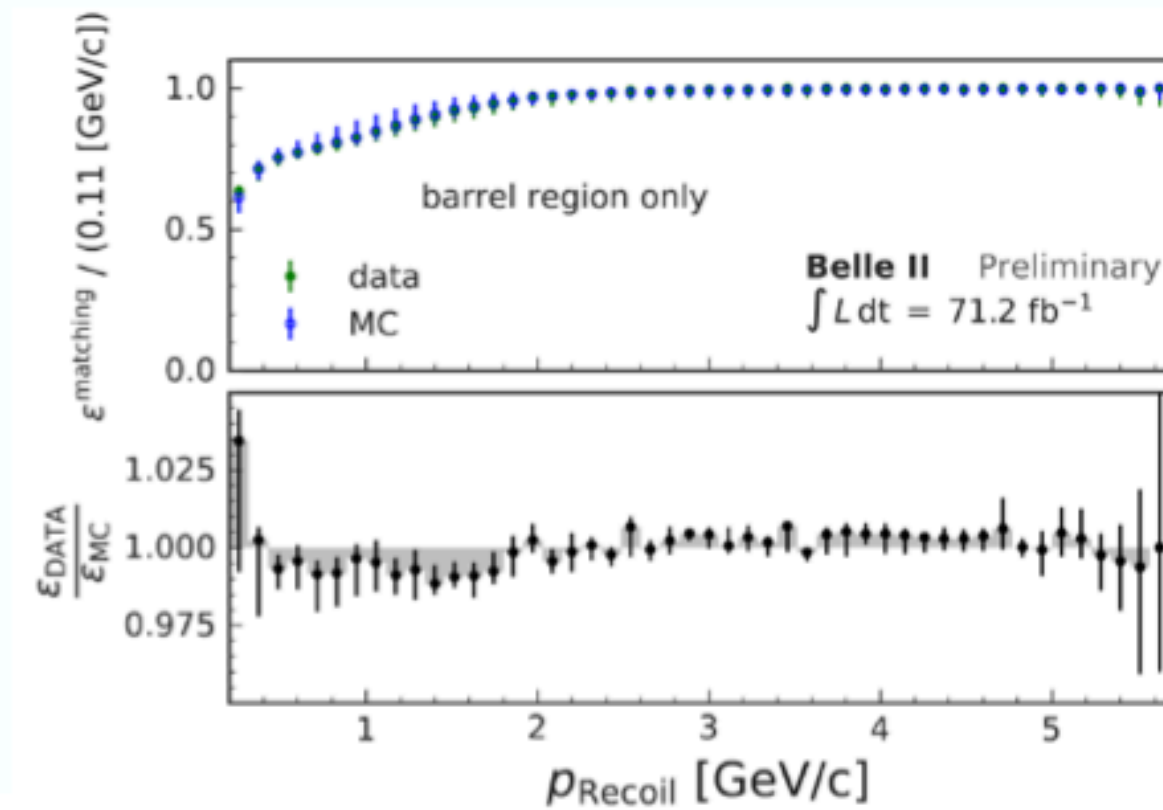 ε^matching / (0.11 [GeV/c])
1.0
0.5
0.0
barrel region only
data
MC
Belle II Preliminary
∫ L dt = 71.2 fb⁻¹
ε_DATA
ε_MC
1.025
1.000
0.975
1 2 3 4 5
p_Recoil [GeV/c]